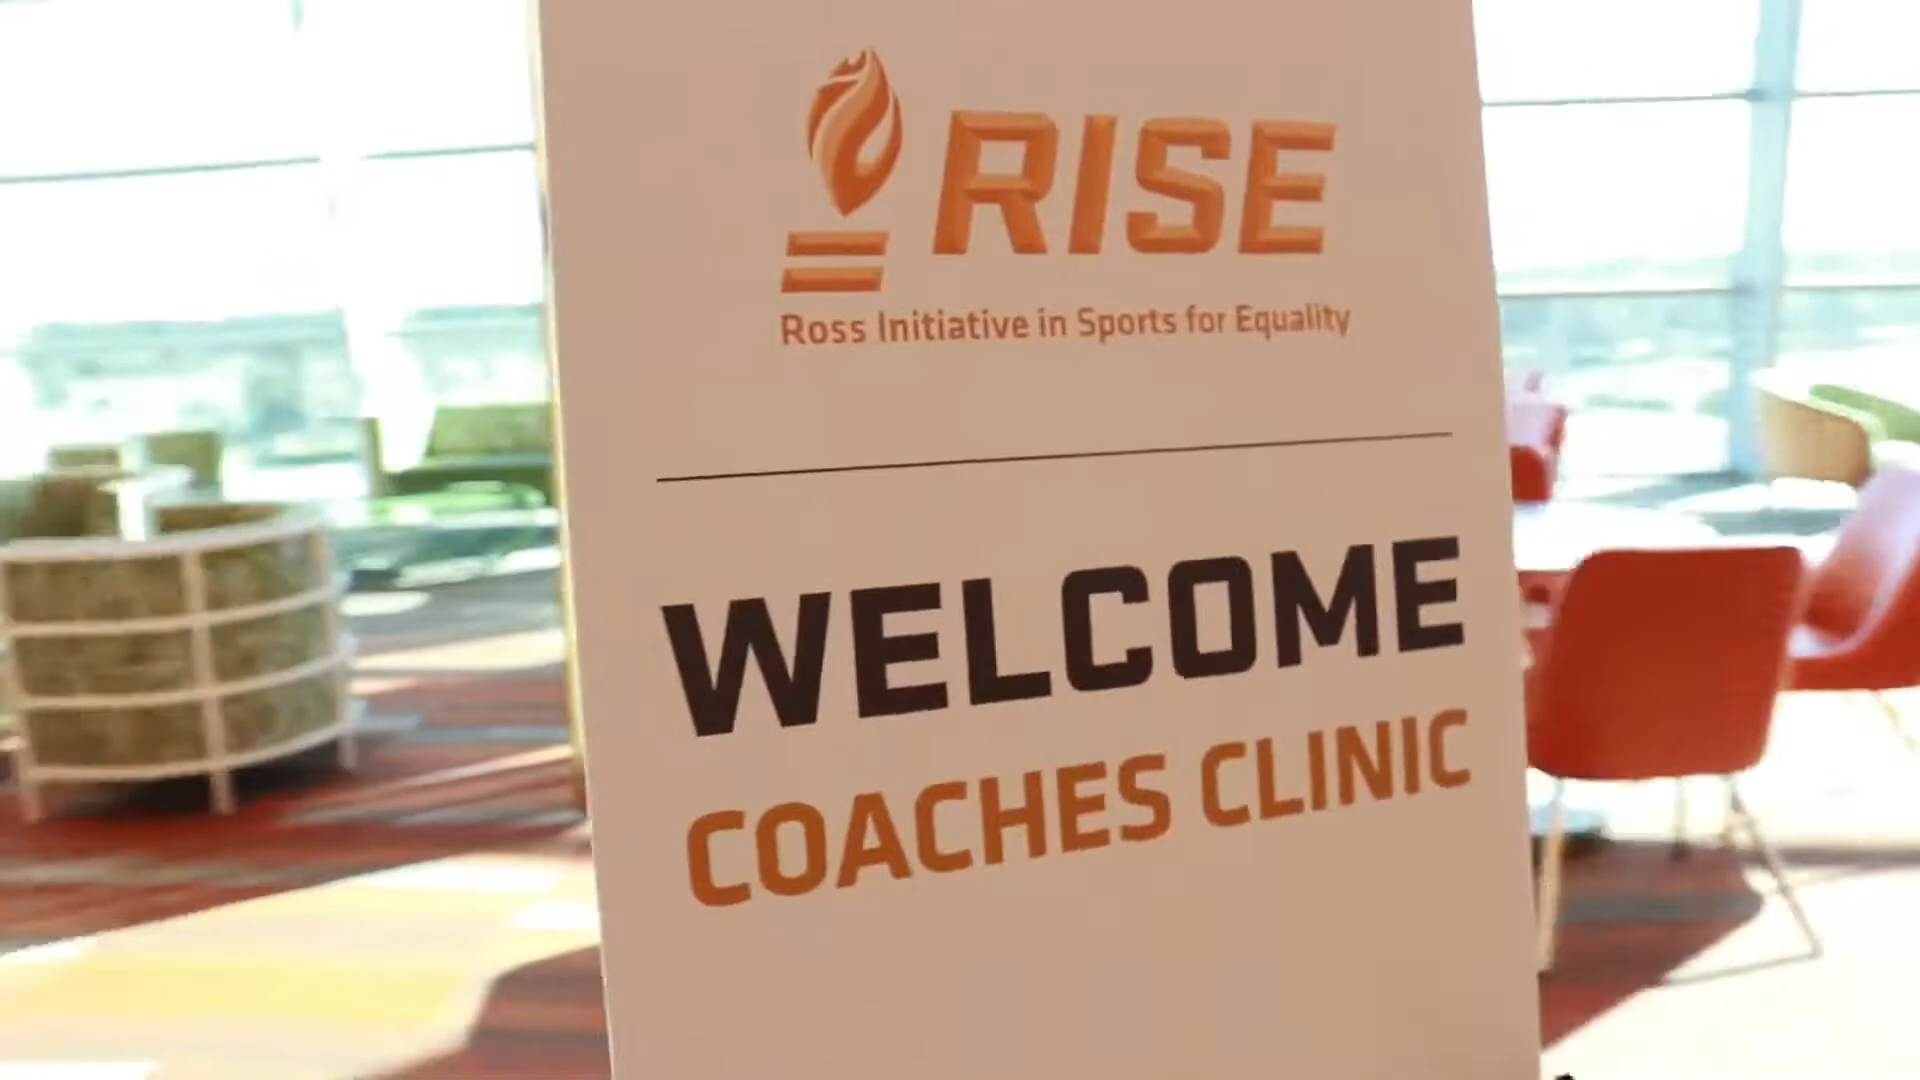 RISE
Ross Initiative in Sports for Equality
WELCOME
COACHES CLINIC